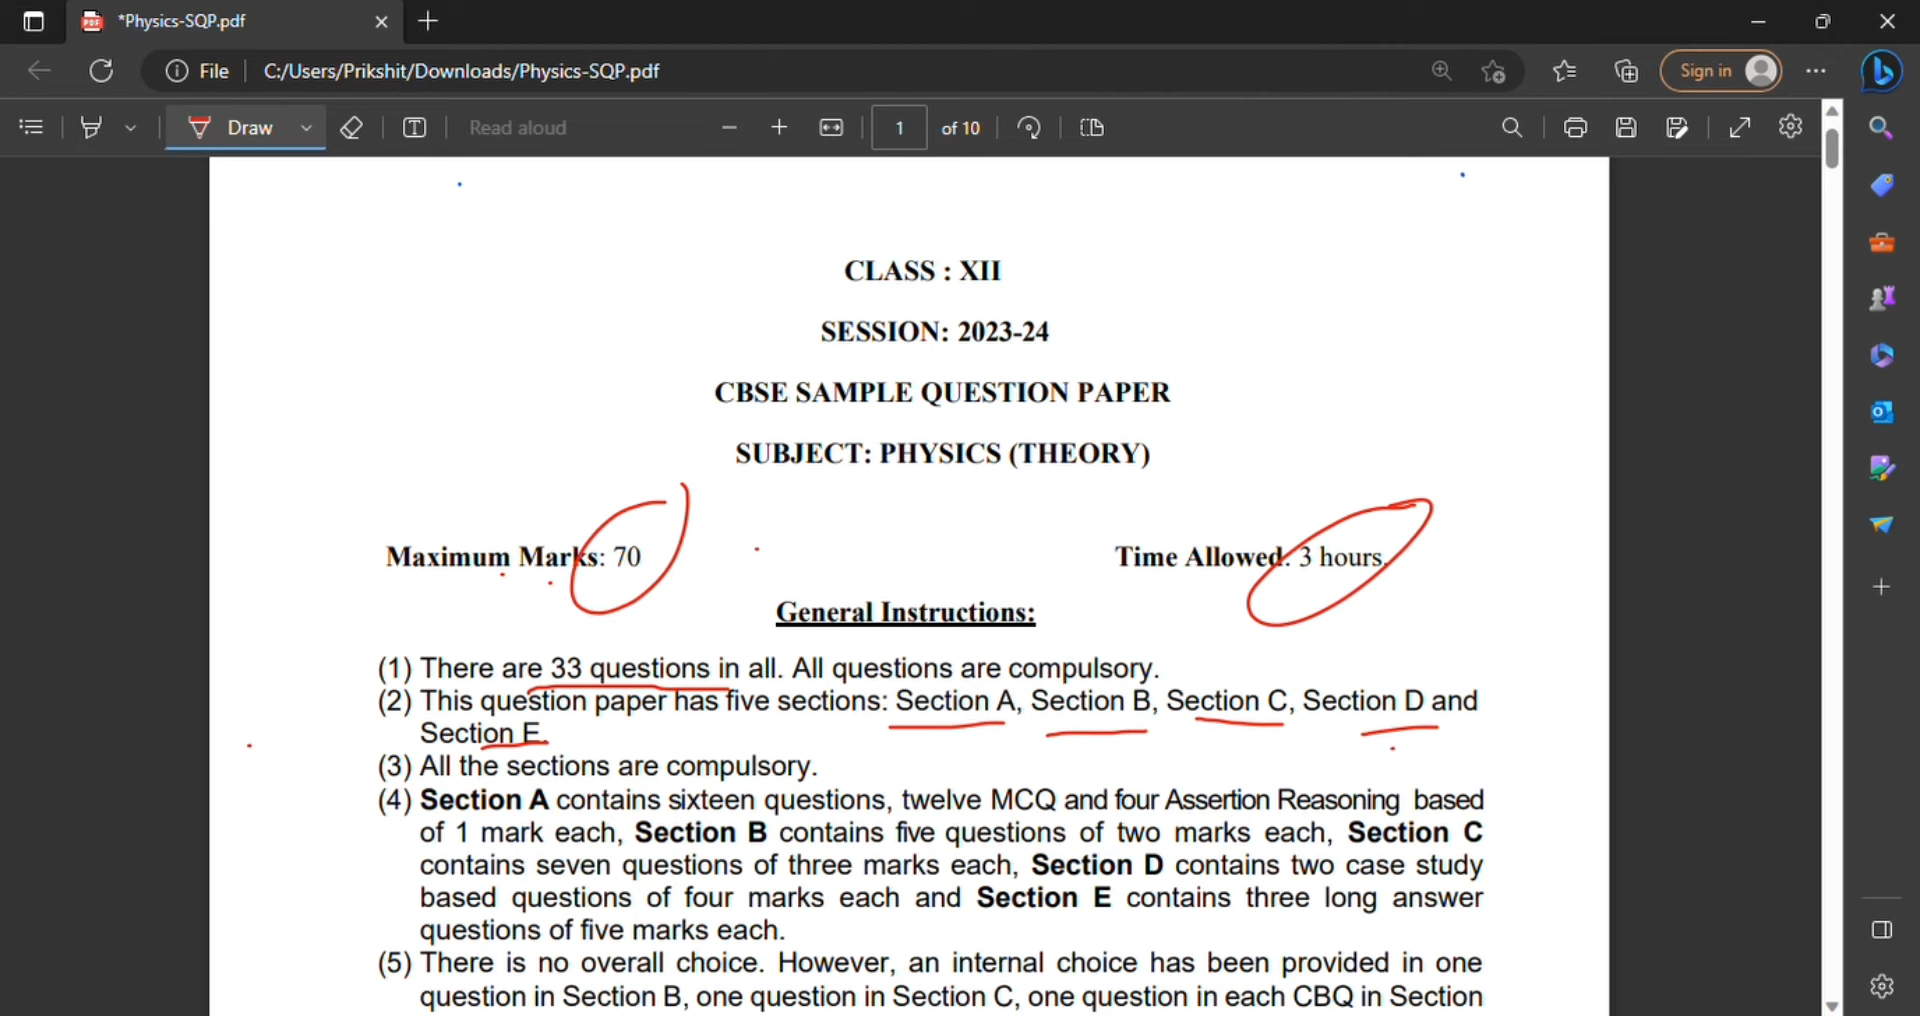 *Physics-SQP.pdf
File C:/Users/Prikshit/Downloads/Physics-SQP.pdf Sign in
Draw Read aloud 1 of 10
CLASS : XII
SESSION: 2023-24
CBSE SAMPLE QUESTION PAPER
SUBJECT: PHYSICS (THEORY)
Maximum Marks: 70 Time Allowed: 3 hours.
General Instructions:
(1) There are 33 questions in all. All questions are compulsory.
(2) This question paper has five sections: Section A, Section B, Section C, Section D and
Section E.
(3) All the sections are compulsory.
(4) Section A contains sixteen questions, twelve MCQ and four Assertion Reasoning based
of 1 mark each, Section B contains five questions of two marks each, Section C
contains seven questions of three marks each, Section D contains two case study
based questions of four marks each and Section E contains three long answer
questions of five marks each.
(5) There is no overall choice. However, an internal choice has been provided in one
question in Section B, one question in Section C, one question in each CBQ in Section